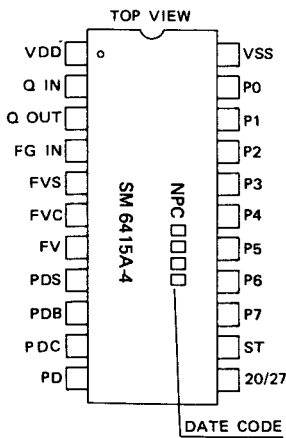 TOP VIEW
VDD VSS
Q IN P0
Q OUT P1
FG IN P2
FVS P3
FVC P4
FV P5
PDS P6
PDB P7
PDC ST
PD 20/27
SM 6415A-4
NPC
DATE CODE